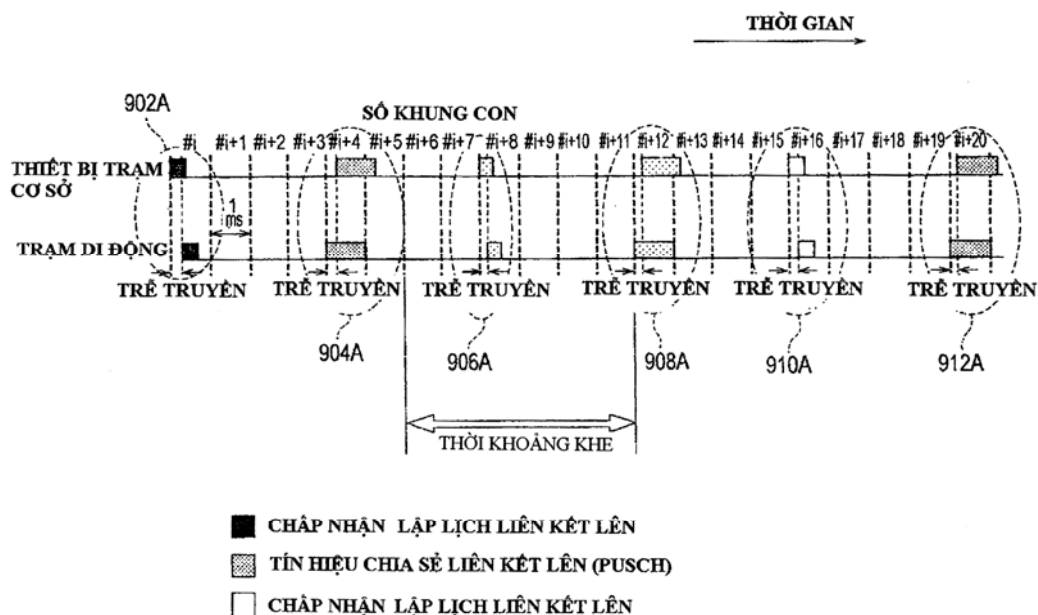 THỜI GIAN
902A
SỐ KHUNG CON
#i #i+1 #i+2 #i+3 #i+4 #i+5 #i+6 #i+7 #i+8 #i+9 #i+10 #i+11 #i+12 #i+13 #i+14 #i+15 #i+16 #i+17 #i+18 #i+19 #i+20
THIẾT BỊ TRẠM
CƠ SỞ
1
ms
TRẠM DI ĐỘNG
TRỄ TRUYỀN TRỄ TRUYỀN TRỄ TRUYỀN TRỄ TRUYỀN TRỄ TRUYỀN TRỄ TRUYỀN
904A 906A 908A 910A 912A
THỜI KHOẢNG KHE
CHẤP NHẬN LẬP LỊCH LIÊN KẾT LÊN
TÍN HIỆU CHIA SẺ LIÊN KẾT LÊN (PUSCH)
CHẤP NHẬN LẬP LỊCH LIÊN KẾT LÊN